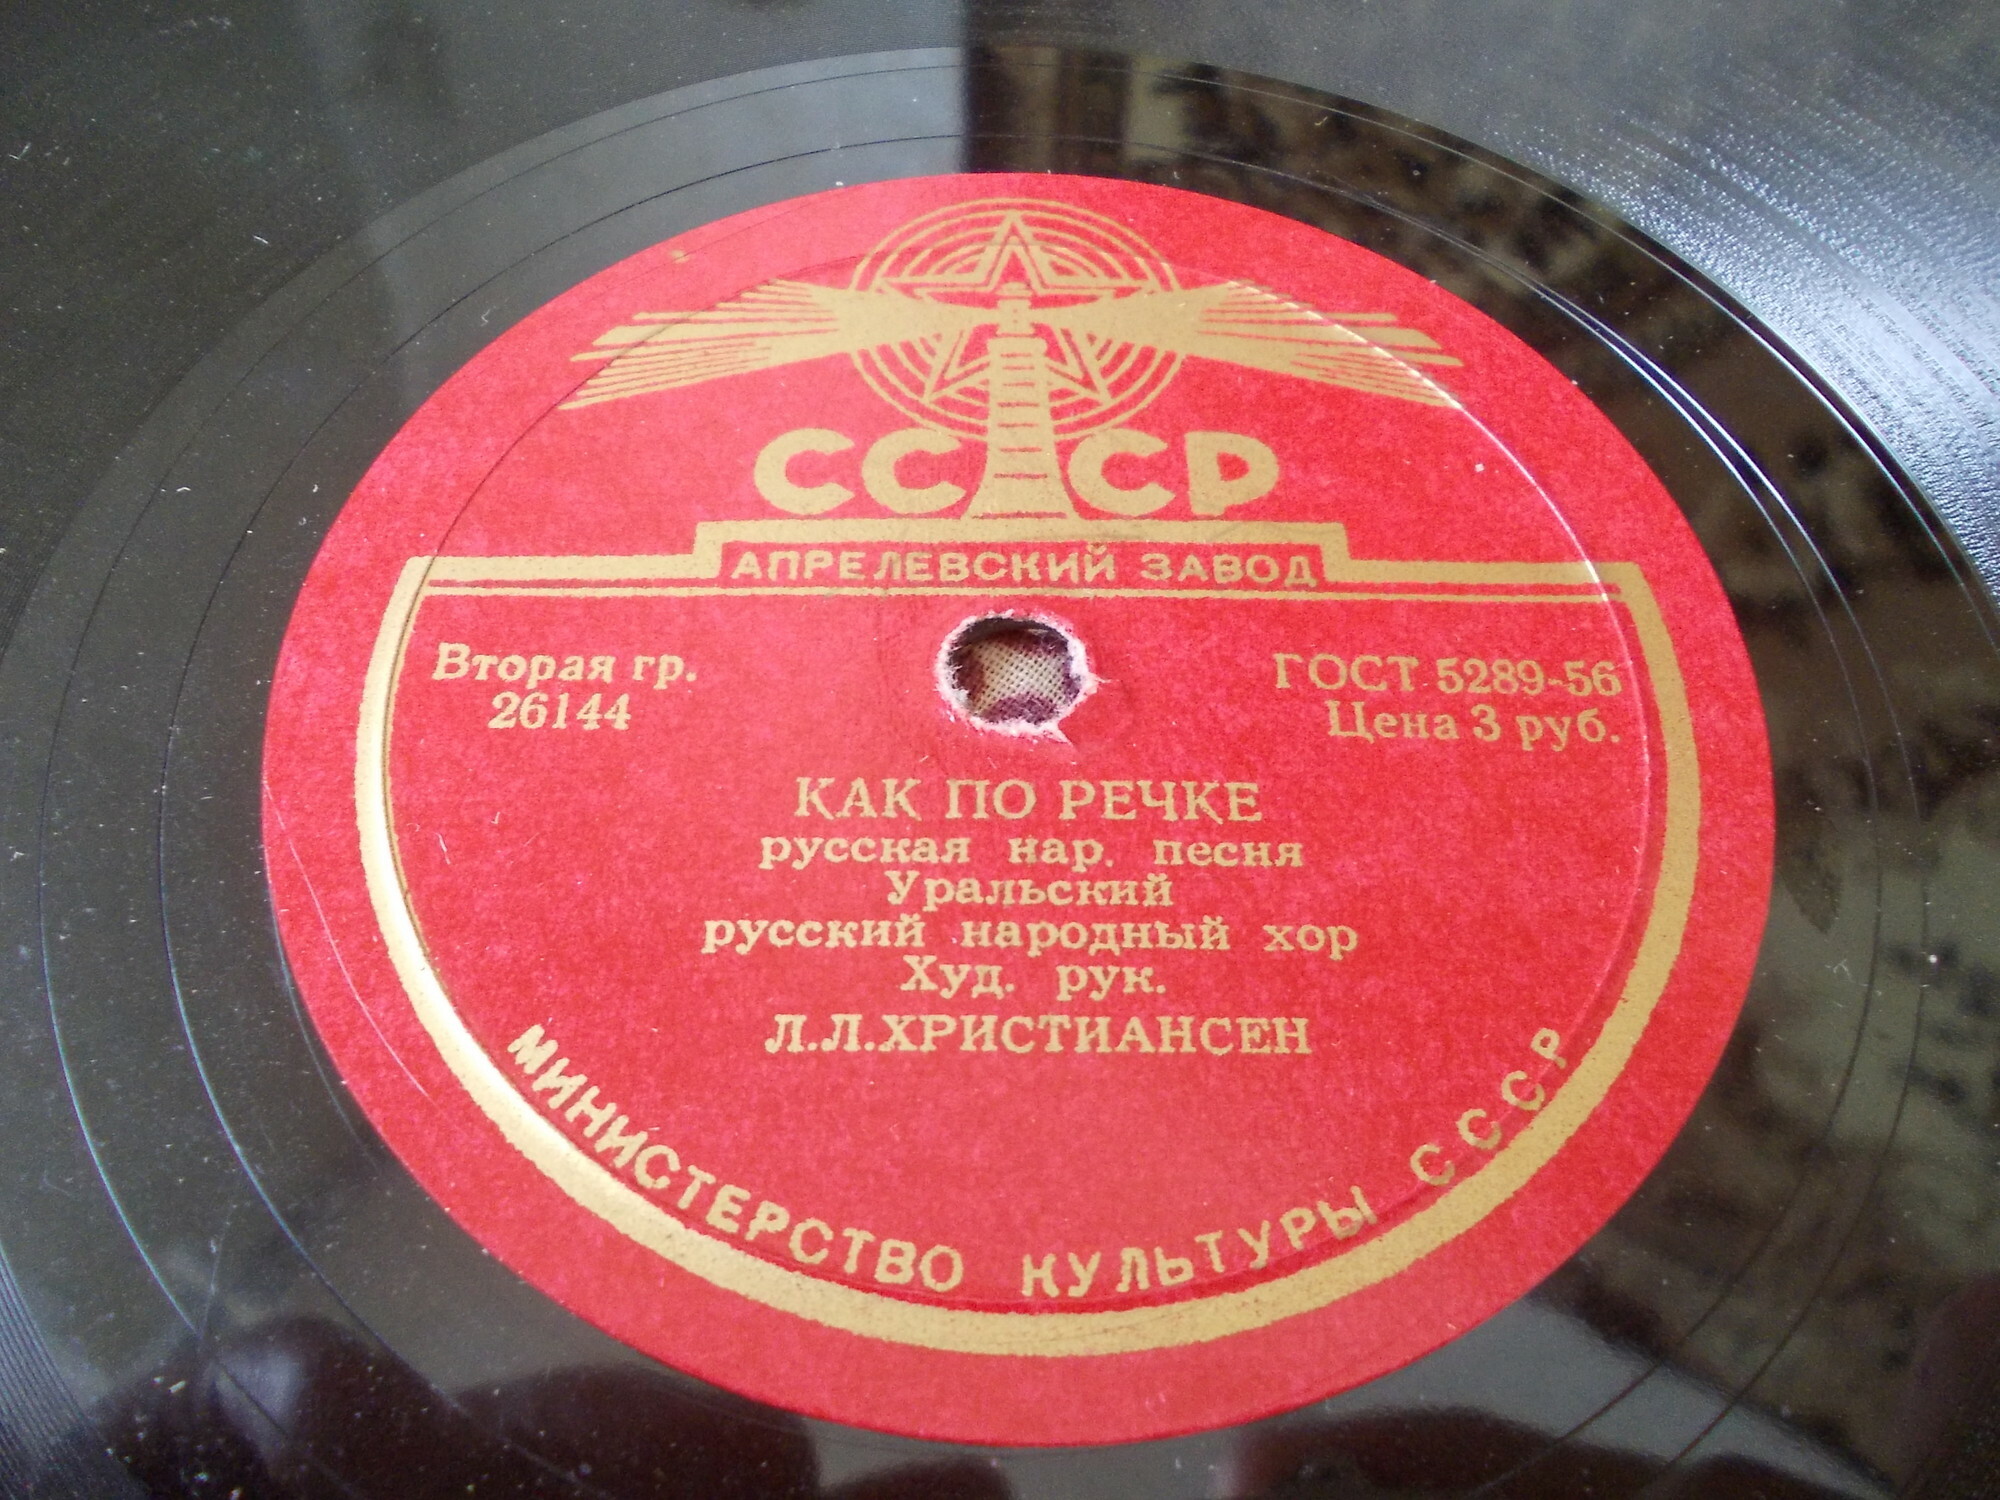 СССР
АПРЕЛЕВСКИЙ ЗАВОД
Вторая гр.
26144
ГОСТ 5289-56
Цена 3 руб.
КАК ПО РЕЧКЕ
русская нар. песня
Уральский
русский народный хор
Худ. рук.
Л.Л.ХРИСТИАНСЕН
МИНИСТЕРСТВО КУЛЬТУРЫ СССР